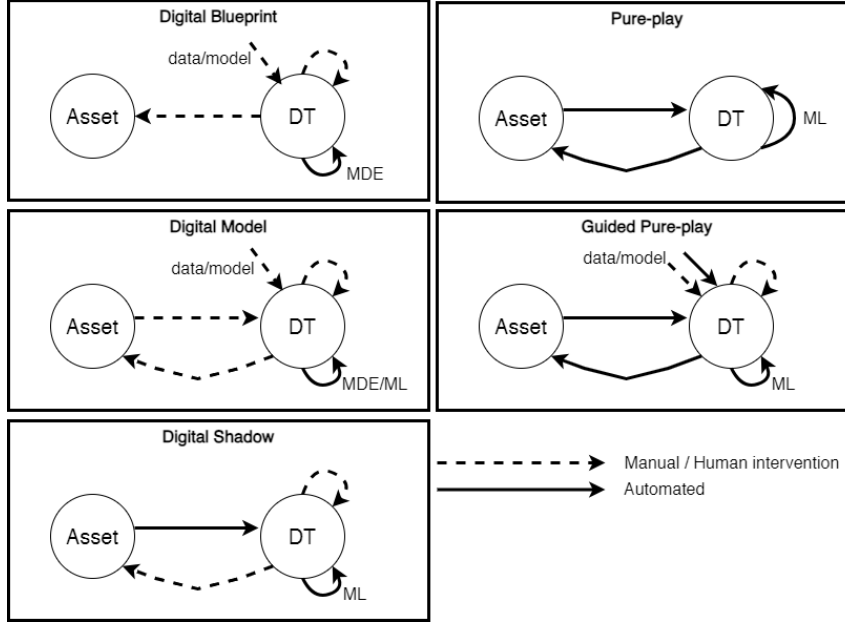 Digital Blueprint
data/model
Asset
DT
MDE
Pure-play
Asset
DT
ML
Digital Model
data/model
Asset
DT
MDE/ML
Guided Pure-play
data/model
Asset
DT
ML
Digital Shadow
Asset
DT
ML
Manual / Human intervention
Automated